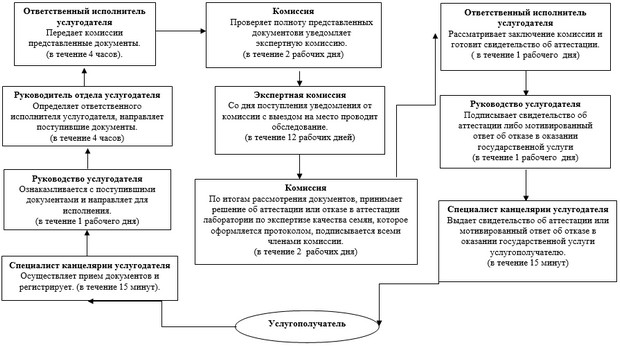 Ответственный исполнитель
услугодателя
Передает комиссии
представленные документы.
(в течение 4 часов).
Руководитель отдела услугодателя
Определяет ответственного
исполнителя услугодателя, направляет
поступившие документы.
(в течение 4 часов)
Руководство услугодателя
Ознакамливается с поступившими
документами и направляет для
исполнения.
(в течение 1 рабочего дня)
Специалист канцелярии услугодателя
Осуществляет прием документов и
регистрирует. (в течение 15 минут).
Комиссия
Проверяет полноту представленных
документови уведомляет
экспертную комиссию.
(в течение 2 рабочих дня)
Экспертная комиссия
Со дня поступления уведомления от
комиссии с выездом на место проводит
обследование.
(в течение 12 рабочих дней)
Комиссия
По итогам рассмотрения документов, принимает
решение об аттестации или отказе в аттестации
лаборатории по экспертизе качества семян, которое
оформляется протоколом, подписывается всеми
членами комиссии.
(в течение 2 рабочих дня)
Ответственный исполнитель
услугодателя
Рассматривает заключение комиссии и
готовит свидетельство об аттестации.
( в течение 1 рабочего дня)
Руководство услугодателя
Подписывает свидетельство об
аттестации либо мотивированный
ответ об отказе в оказании
государственной услуги
(в течение 1 рабочего дня)
Специалист канцелярии услугодателя
Выдает свидетельство об аттестации или
мотивированный ответ об отказе в
оказании государственной услуги
услугополучателю.
(в течение 15 минут)
Услугополучатель